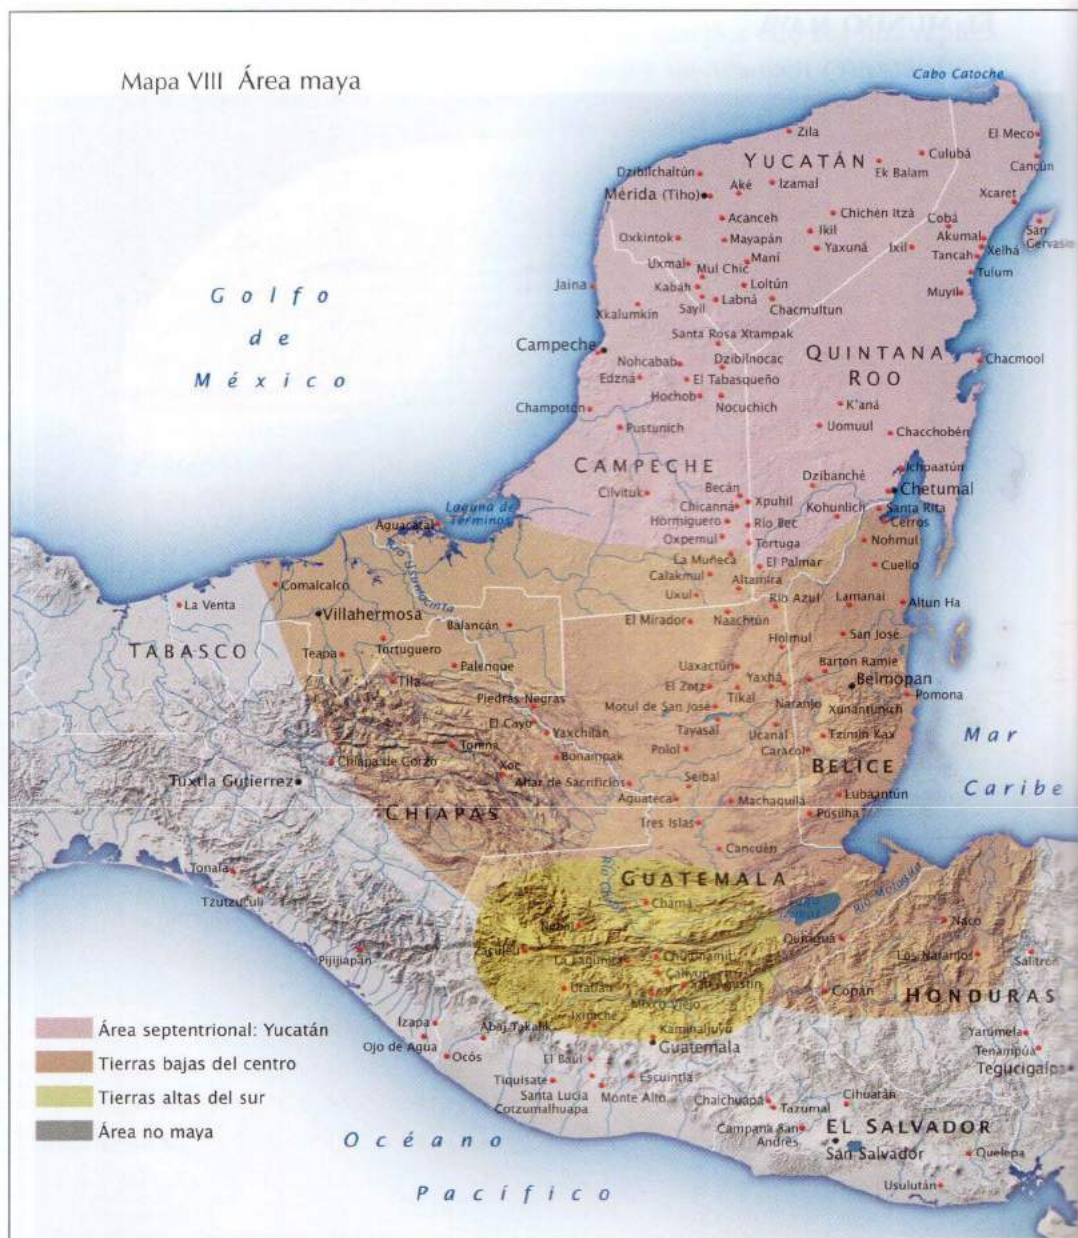 Mapa VIII Área maya
Cabo Catoche
Zila
El Meco
YUCATÁN
Culubá
Cancún
Dzibilchaltún
Ek Balam
Aké
Izamal
Mérida (Tiho)
Xcaret
Acanceh
Chichén Itzá
Cobá
Ikil
Akumal
San
Gervasio
Oxkintok
Mayapán
Yaxuná
Ixil
Xelhá
Tancah
Uxmal
Mul Chic
Maní
Tulum
Golfo
de
México
Jaina
Kabáh
Loltún
Muyil
Labná
Sayil
Chacmultun
Xkalumkín
Santa Rosa Xtampak
Campeche
QUINTANA
ROO
Nohcabab
Dzibilnocac
Chacmool
Edzná
El Tabasqueño
Hochob
Nocuchich
K'aná
Champotón
Pustunich
Uomuul
Chacchobén
CAMPECHE
Ichpaatún
Dzibanché
Cilvituk
Becán
Chetumal
Xpuhil
Chicanná
Kohunlich
Santa Rita
Laguna de
Términos
Hormiguero
Río Bec
Cerros
Aguacatal
Oxpemul
Tortuga
Nohmul
Río Usumacinta
La Muñeca
El Palmar
Cuello
Calakmul
Altamira
Comalcalco
Uxul
Río Azul
Lamanai
Altun Ha
La Venta
Villahermosa
Balancán
El Mirador
Naachtún
Holmul
San José
TABASCO
Teapa
Tortuguero
Palenque
Uaxactún
Barton Ramie
Tila
El Zotz
Yaxhá
Belmopan
Piedras Negras
Tikal
Naranjo
Pomona
Motul de San José
Xunantunich
El Cayo
Tayasal
Ucanal
Tzimin Kax
Yaxchilán
Mar
Caribe
Toniná
Polol
Caracol
Bonampak
BELICE
Chiapa de Corzo
Xoc
Tuxtla Gutierrez
Altar de Sacrificios
Seibal
Aguateca
Machaquilá
Lubaantún
CHIAPAS
Pusilha
Tres Islas
Cancuén
Tonalá
GUATEMALA
Tzutzuculi
Chamá
Río Motagua
Nebaj
Naco
Quiriguá
Zaculeu
La Lagunita
Los Naranjos
Pijijiapan
Salitrón
San Agustín
Utatlán
Copán
Mixco Viejo
HONDURAS
Área septentrional: Yucatán
Izapa
Iximché
Abaj Takalik
Kaminaljuyú
Yarumela
Ojo de Agua
Guatemala
Tenampúa
Ocós
El Baúl
Tegucigalpa
Tierras bajas del centro
Tiquisate
Escuintla
Santa Lucía
Cotzumalhuapa
Monte Alto
Chalchuapa
Cihuatán
Tazumal
Tierras altas del sur
Campana San
Andrés
EL SALVADOR
San Salvador
Quelepa
Área no maya
Océano
Pacífico
Usulután